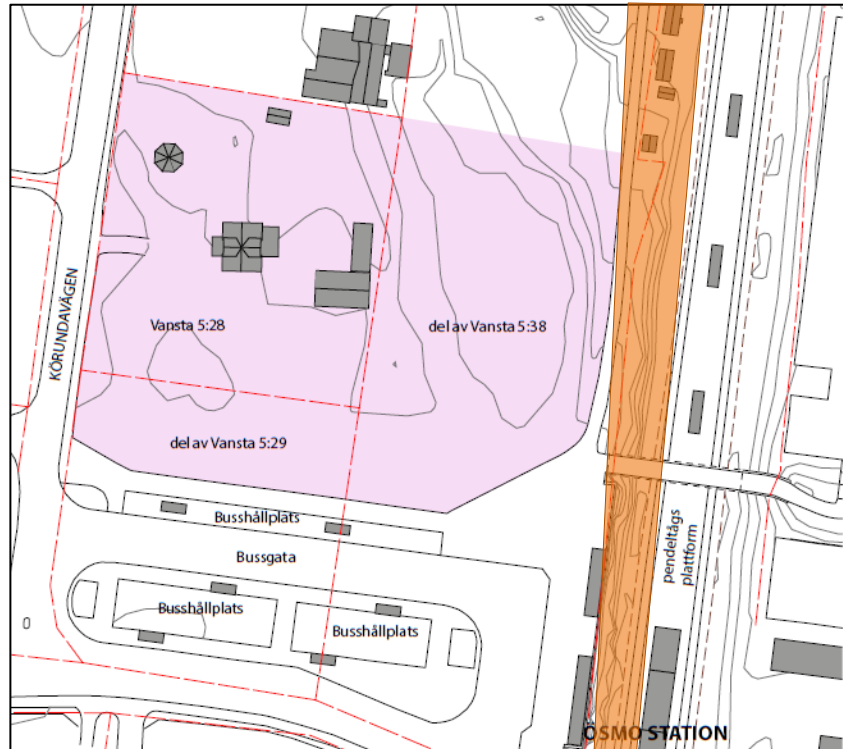 KÖRUNDAVÄGEN
Vansta 5:28
del av Vansta 5:38
del av Vansta 5:29
Busshållplats
Bussgata
Busshållplats
Busshållplats
pendeltågs
plattform
ÖSMO STATION